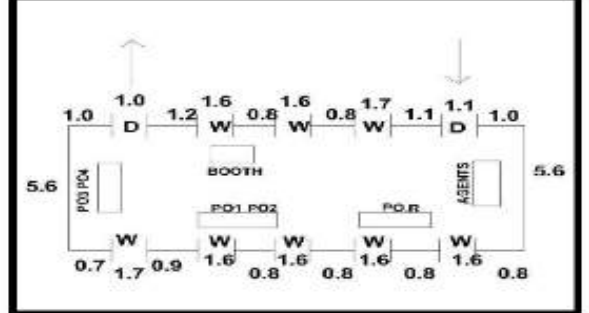 1.0 1.0 1.2 1.6 0.8 1.6 0.8 1.7 1.1 1.1 1.0
D W W W D
5.6 PO3 PO4 BOOTH AGENTS 5.6
PO1 PO2 PO.R
W W W W W
0.7 1.7 0.9 1.6 0.8 1.6 0.8 1.6 0.8 1.6 0.8